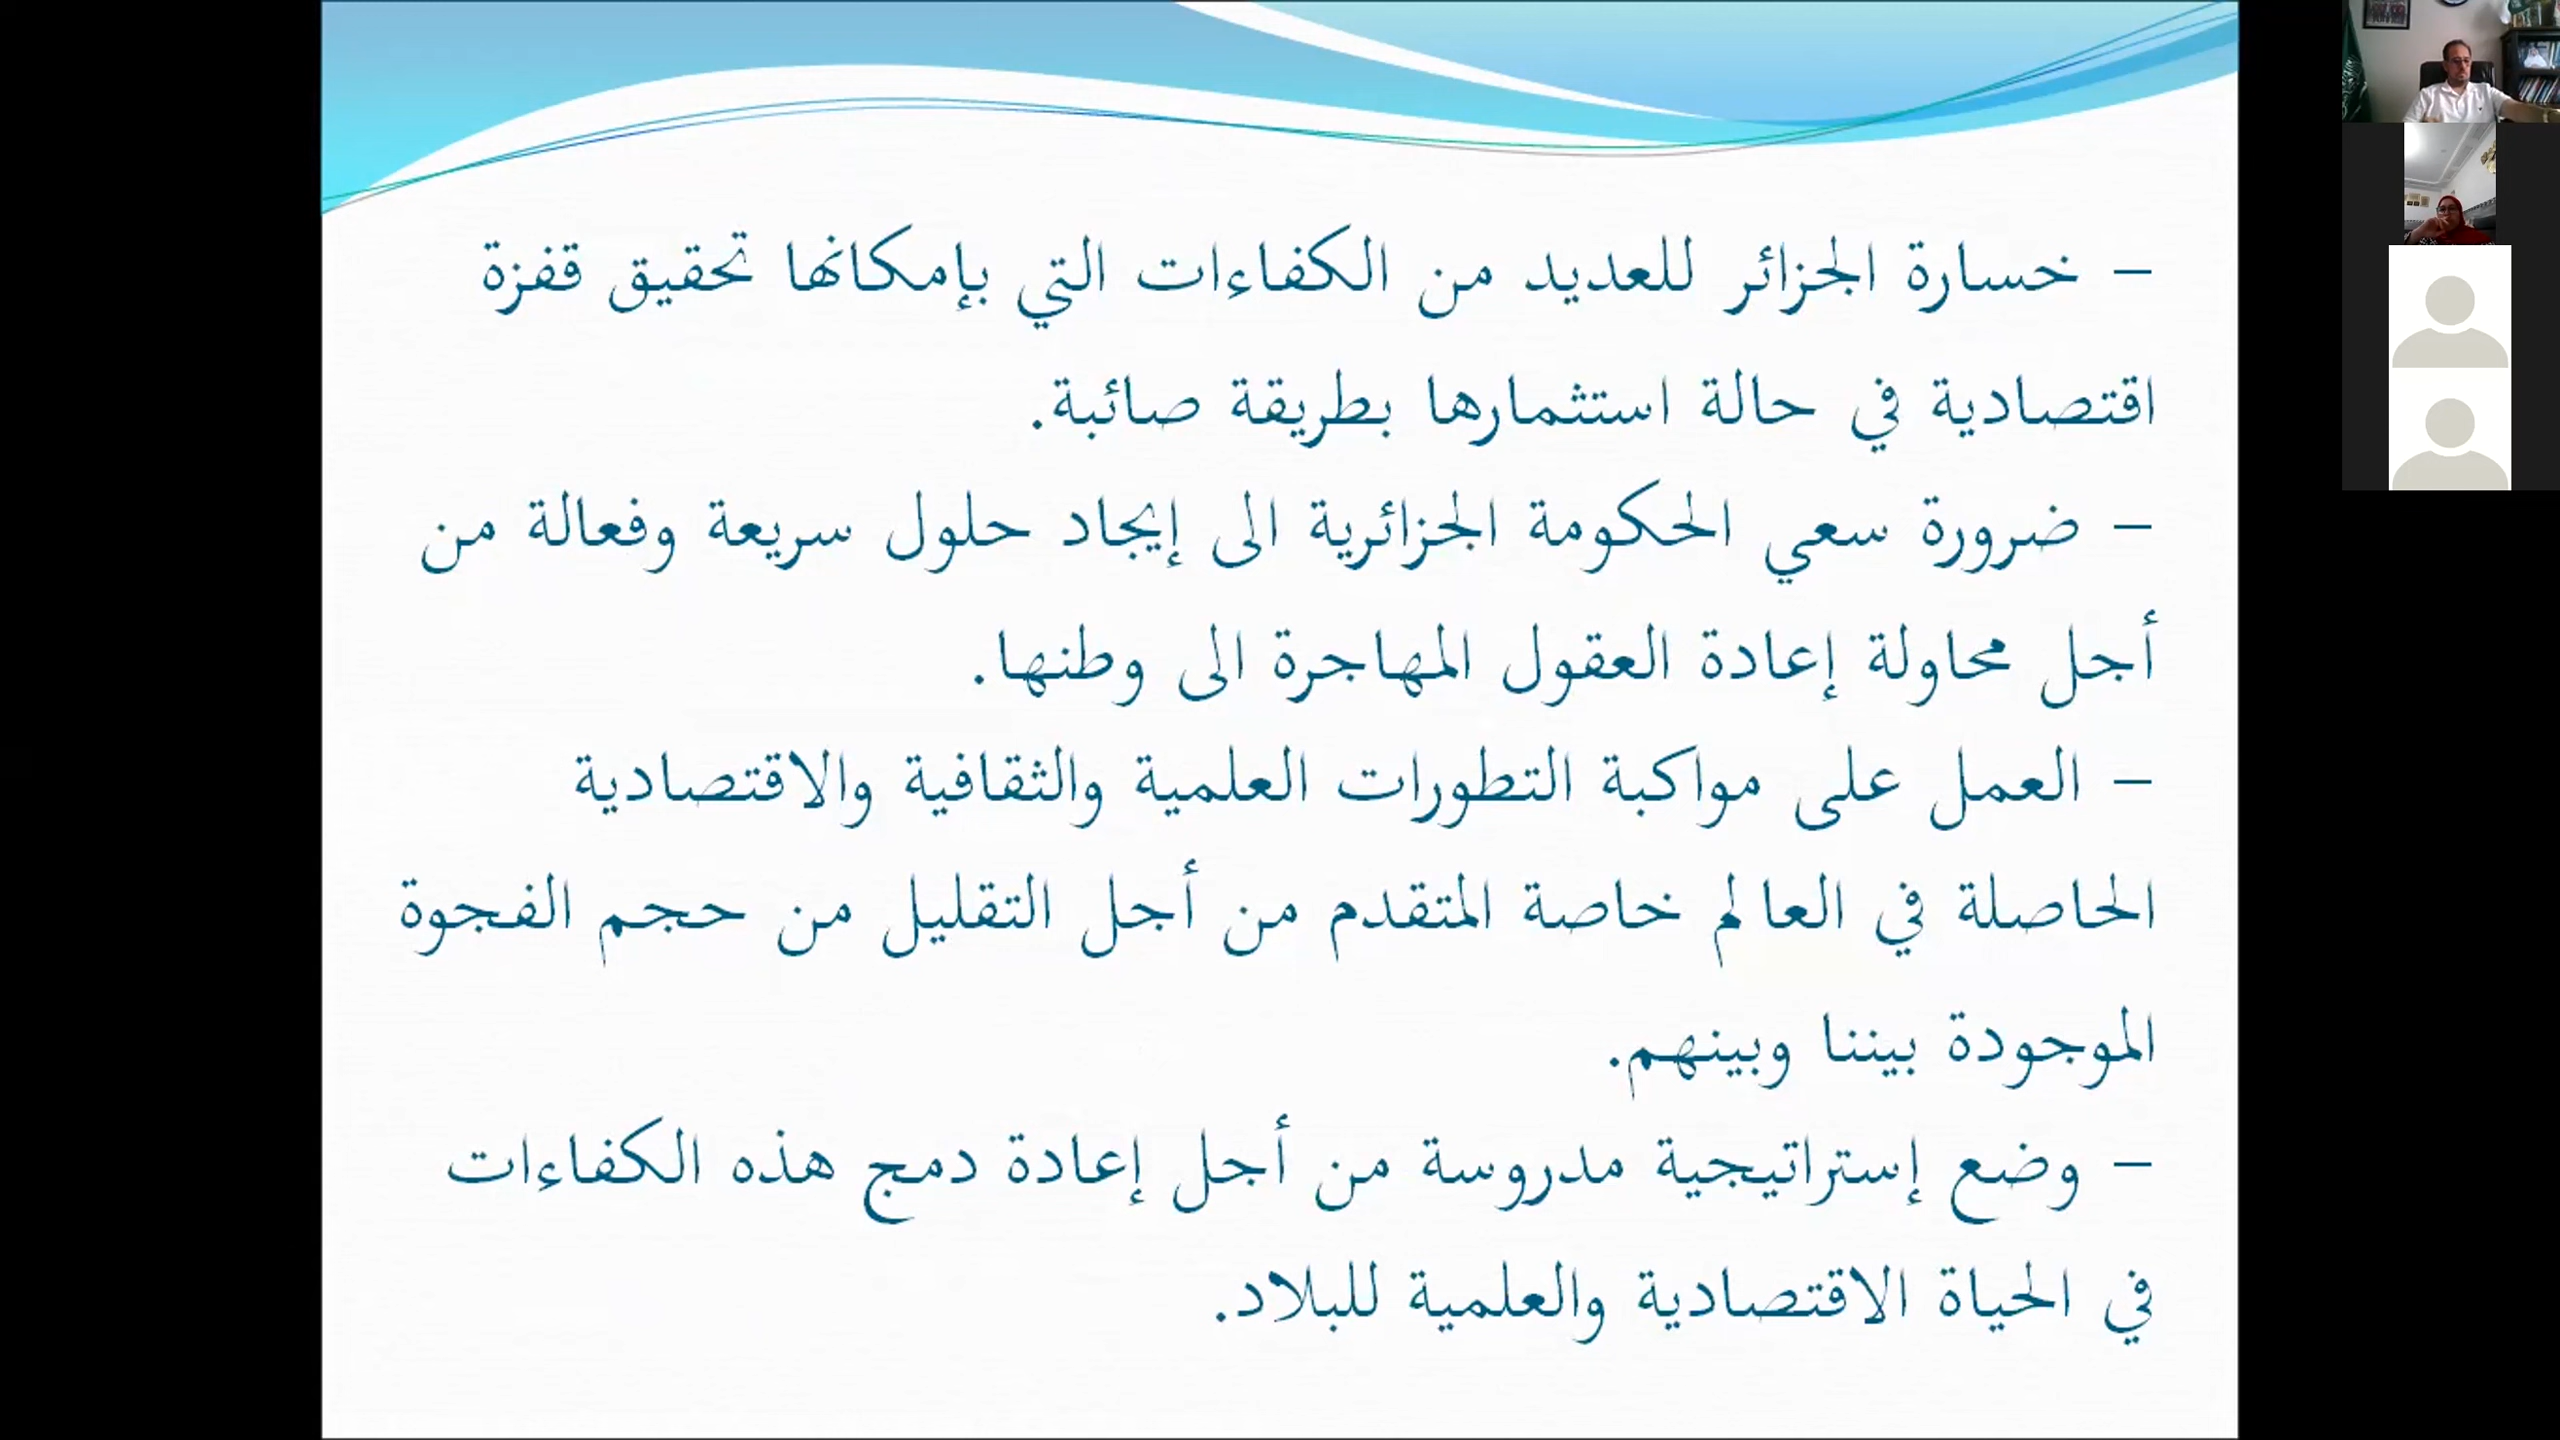 – خسارة الجزائر للعديد من الكفاءات التي بإمكانها تحقيق قفزة
اقتصادية في حالة استثمارها بطريقة صائبة.
– ضرورة سعي الحكومة الجزائرية الى إيجاد حلول سريعة وفعالة من
أجل محاولة إعادة العقول المهاجرة الى وطنها.
– العمل على مواكبة التطورات العلمية والثقافية والاقتصادية
الحاصلة في العالم خاصة المتقدم من أجل التقليل من حجم الفجوة
الموجودة بيننا وبينهم.
– وضع إستراتيجية مدروسة من أجل إعادة دمج هذه الكفاءات
في الحياة الاقتصادية والعلمية للبلاد.